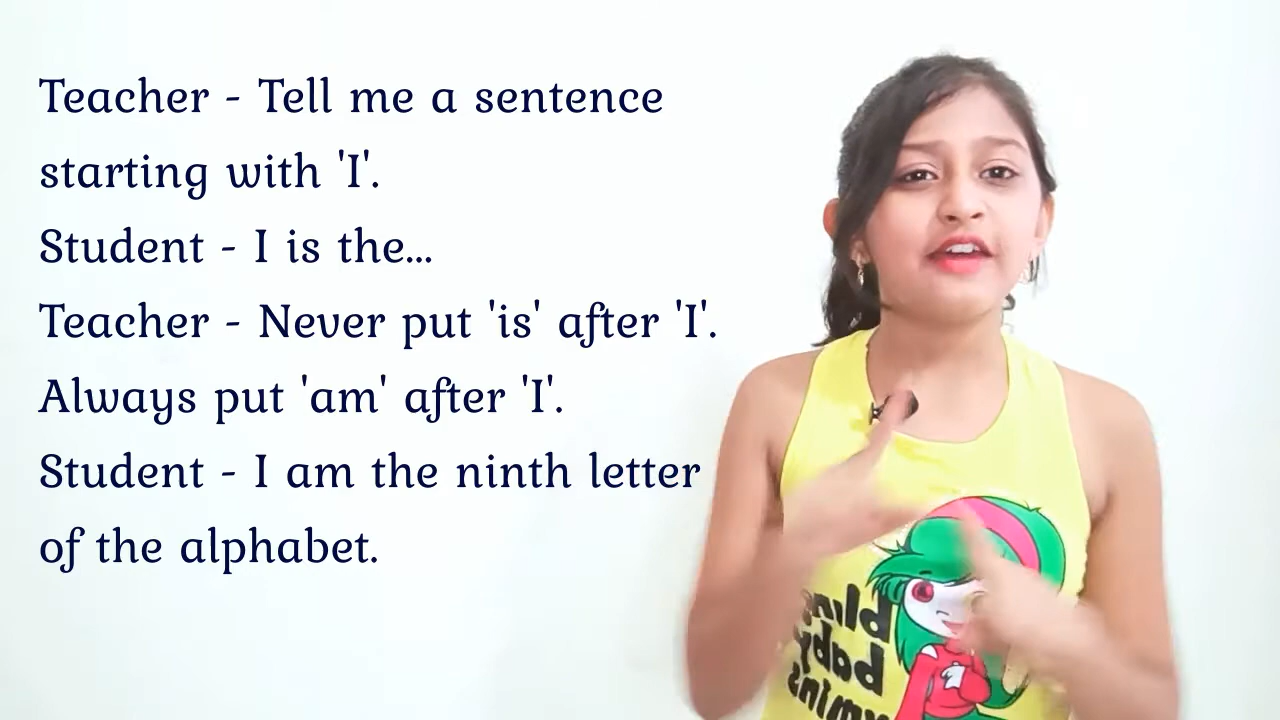 Teacher - Tell me a sentence
starting with 'I'.
Student - I is the...
Teacher - Never put 'is' after 'I'.
Always put 'am' after 'I'.
Student - I am the ninth letter
of the alphabet.
baby